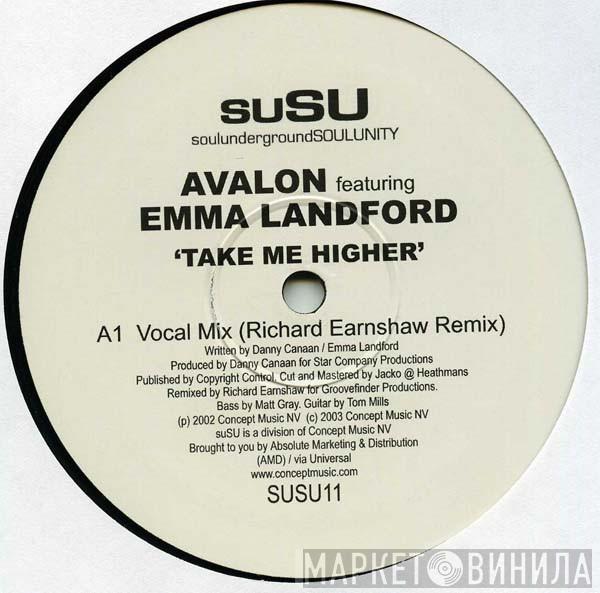 suSU
soulundergroundSOULUNITY
AVALON featuring
EMMA LANDFORD
‘TAKE ME HIGHER’
A1 Vocal Mix (Richard Earnshaw Remix)
Written by Danny Canaan / Emma Landford
Produced by Danny Canaan for Star Company Productions
Published by Copyright Control, Cut and Mastered by Jacko @ Heathmans
Remixed by Richard Earnshaw for Groovefinder Productions.
Bass by Matt Gray. Guitar by Tom Mills
(p) 2002 Concept Music NV (c) 2003 Concept Music NV
suSU is a division of Concept Music NV
Brought to you by Absolute Marketing & Distribution
(AMD) / via Universal
www.conceptmusic.com
SUSU11
МАРКЕТ ВИНИЛА